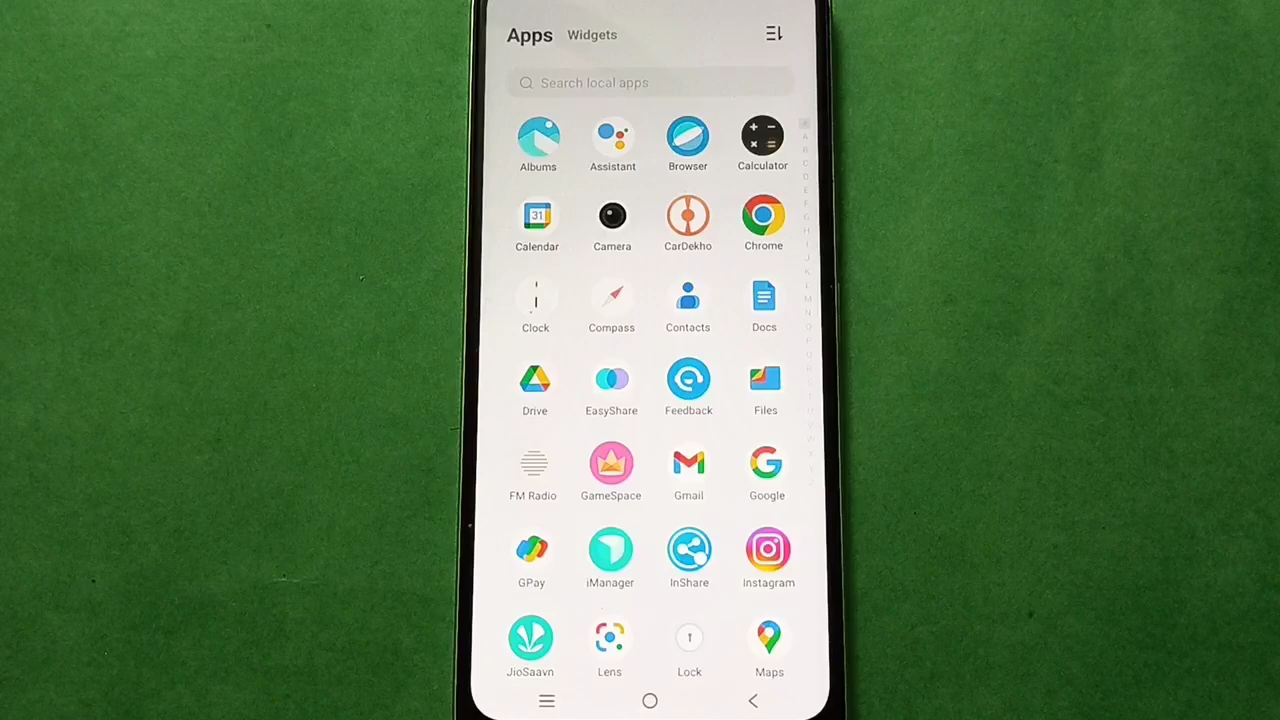 Apps Widgets
Search local apps
Albums Assistant Browser Calculator
31
Calendar Camera CarDekho Chrome
Clock Compass Contacts Docs
Drive EasyShare Feedback Files
FM Radio GameSpace Gmail Google
GPay iManager InShare Instagram
JioSaavn Lens Lock Maps